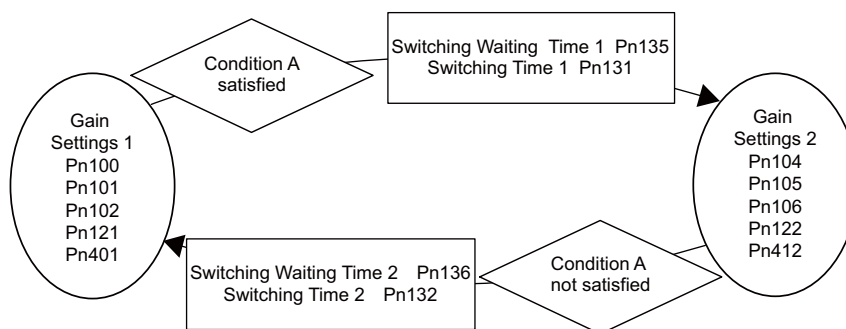 Condition A
satisfied
Switching Waiting Time 1 Pn135
Switching Time 1 Pn131
Gain
Settings 1
Pn100
Pn101
Pn102
Pn121
Pn401
Gain
Settings 2
Pn104
Pn105
Pn106
Pn122
Pn412
Switching Waiting Time 2 Pn136
Switching Time 2 Pn132
Condition A
not satisfied